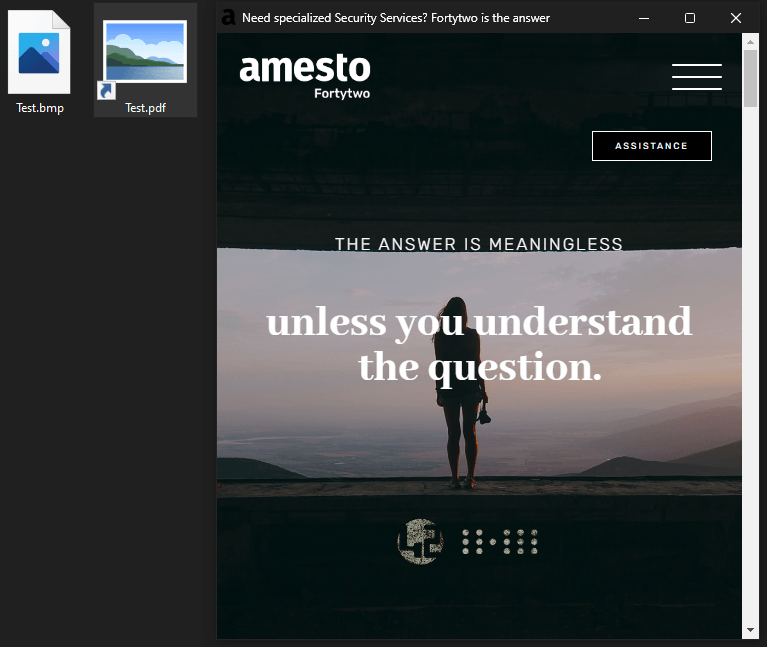 Test.bmp
Test.pdf
a Need specialized Security Services? Fortytwo is the answer
amesto
Fortytwo
ASSISTANCE
THE ANSWER IS MEANINGLESS
unless you understand
the question.
42